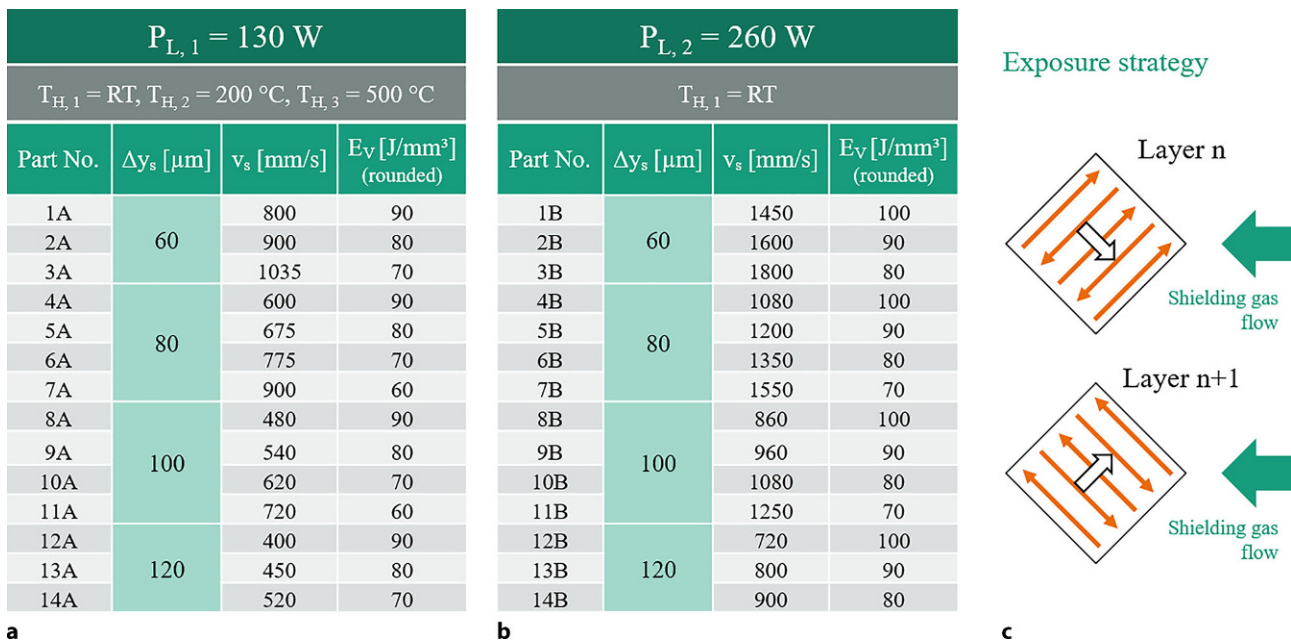 P_L, 1 = 130 W
T_H, 1 = RT, T_H, 2 = 200 °C, T_H, 3 = 500 °C
Part No. Δy_s [µm] v_s [mm/s] E_V [J/mm³] (rounded)
1A 60 800 90
2A 900 80
3A 1035 70
4A 80 600 90
5A 675 80
6A 775 70
7A 900 60
8A 100 480 90
9A 540 80
10A 620 70
11A 720 60
12A 120 400 90
13A 450 80
14A 520 70
a
P_L, 2 = 260 W
T_H, 1 = RT
Part No. Δy_s [µm] v_s [mm/s] E_V [J/mm³] (rounded)
1B 60 1450 100
2B 1600 90
3B 1800 80
4B 80 1080 100
5B 1200 90
6B 1350 80
7B 1550 70
8B 100 860 100
9B 960 90
10B 1080 80
11B 1250 70
12B 120 720 100
13B 800 90
14B 900 80
b
Exposure strategy
Layer n
Shielding gas
flow
Layer n+1
Shielding gas
flow
c